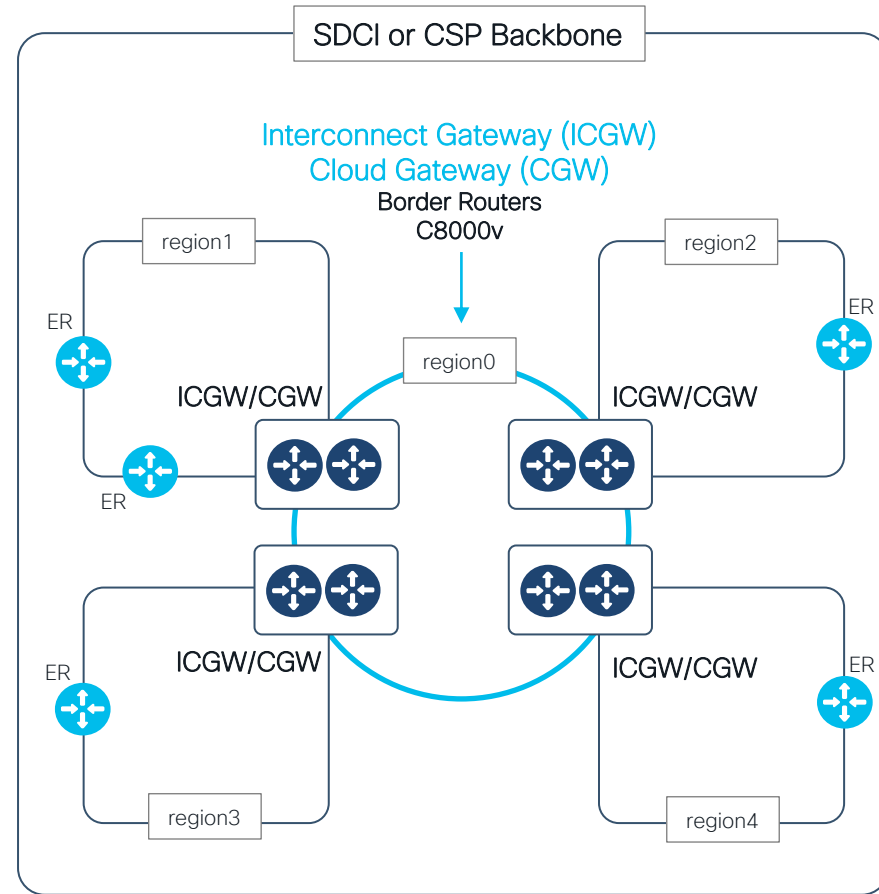 SDCI or CSP Backbone
Interconnect Gateway (ICGW)
Cloud Gateway (CGW)
Border Routers
C8000v
region1
region2
ER
ER
region0
ICGW/CGW
ICGW/CGW
ER
ICGW/CGW
ICGW/CGW
ER
ER
region3
region4